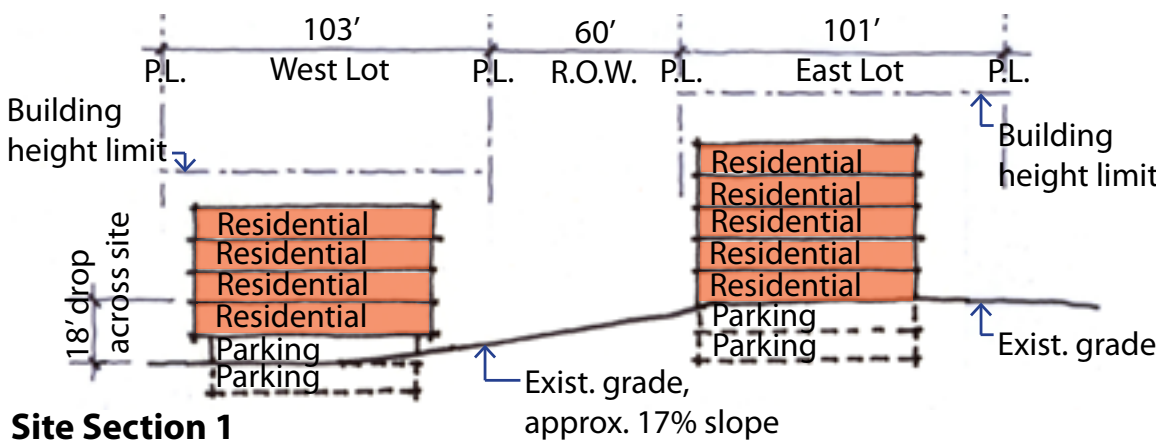 103’
60’
101’
P.L.
West Lot
P.L.
R.O.W.
P.L.
East Lot
P.L.
Building
height limit
Building
height limit
Residential
Residential
Residential
Residential
Residential
Residential
Residential
Residential
Residential
18’ drop
across site
Parking
Parking
Parking
Parking
Exist. grade
Exist. grade,
approx. 17% slope
Site Section 1